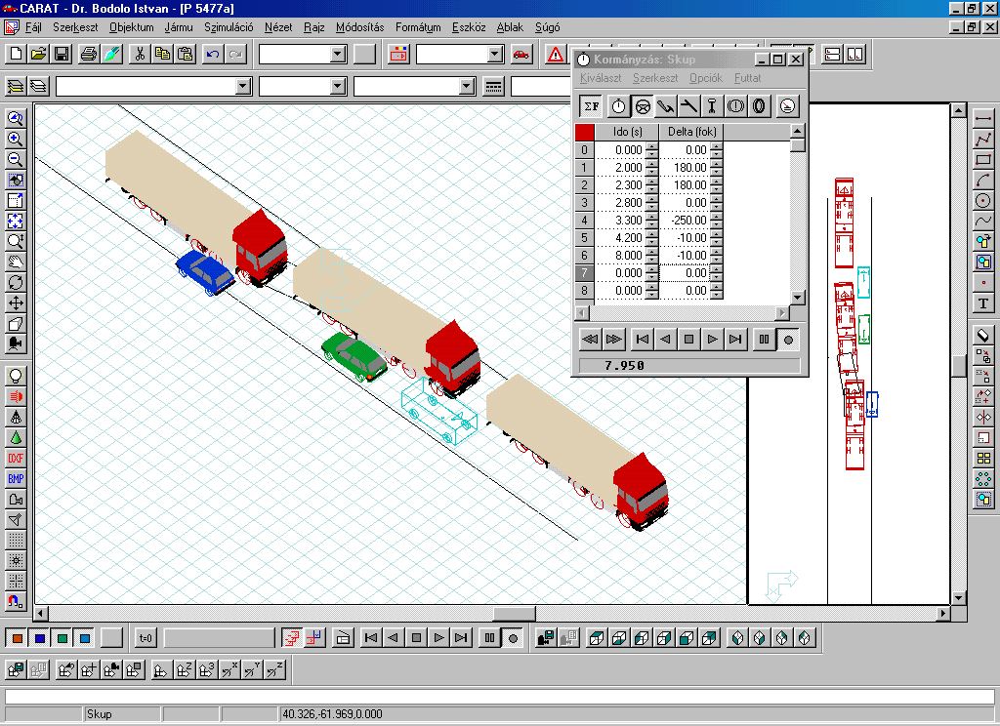 CARAT - Dr. Bodolo Istvan - [P 5477a]
Fájl Szerkeszt Objektum Jármu Szimuláció Nézet Rajz Módosítás Formátum Eszköz Ablak Súgó
Kormányzás: Skup
Kiválaszt Szerkeszt Opciók Futtat
ΣF
Ido (s) Delta (fok)
0 0.000 0.00
1 2.000 180.00
2 2.300 180.00
3 2.800 0.00
4 3.300 -250.00
5 4.200 -10.00
6 8.000 -10.00
7 0.000 0.00
8 0.000 0.00
7.950
T
DXF
BMP
t=0
Z 3 X Y Z
Skup 40.326,-61.969,0.000